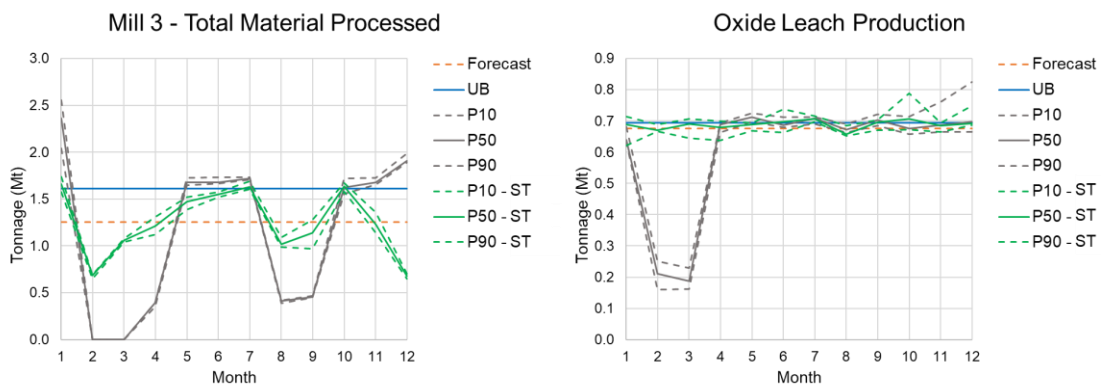 Mill 3 - Total Material Processed
3.0
2.5
2.0
1.5
1.0
0.5
0.0
Tonnage (Mt)
1 2 3 4 5 6 7 8 9 10 11 12
Month
Forecast
UB
P10
P50
P90
P10 - ST
P50 - ST
P90 - ST
Oxide Leach Production
0.9
0.8
0.7
0.6
0.5
0.4
0.3
0.2
0.1
0.0
Tonnage (Mt)
1 2 3 4 5 6 7 8 9 10 11 12
Month
Forecast
UB
P10
P50
P90
P10 - ST
P50 - ST
P90 - ST